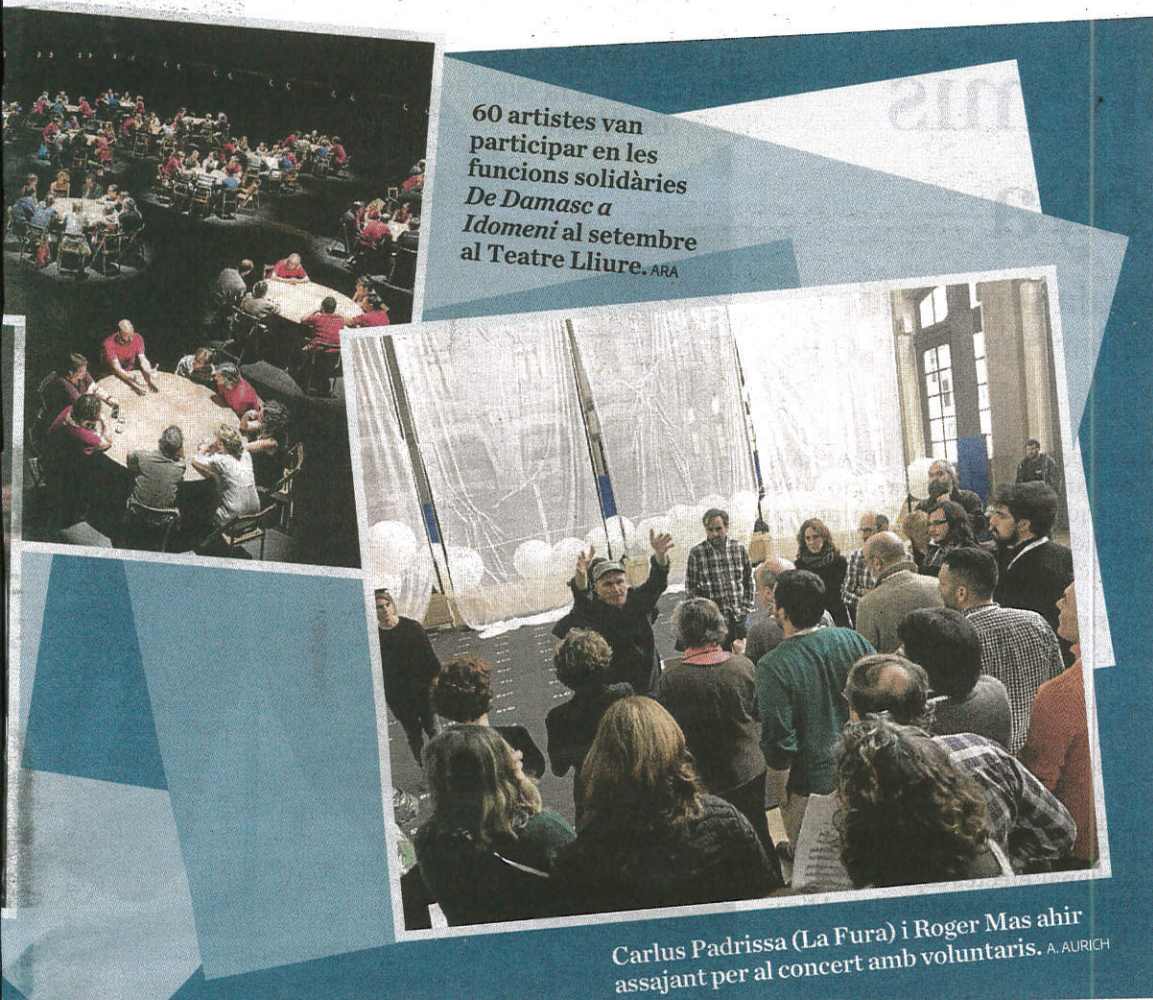 60 artistes van
participar en les
funcions solidàries
De Damasc a
Idomeni al setembre
al Teatre Lliure. ARA
Carlus Padrissa (La Fura) i Roger Mas ahir
assajant per al concert amb voluntaris. A. AURICH